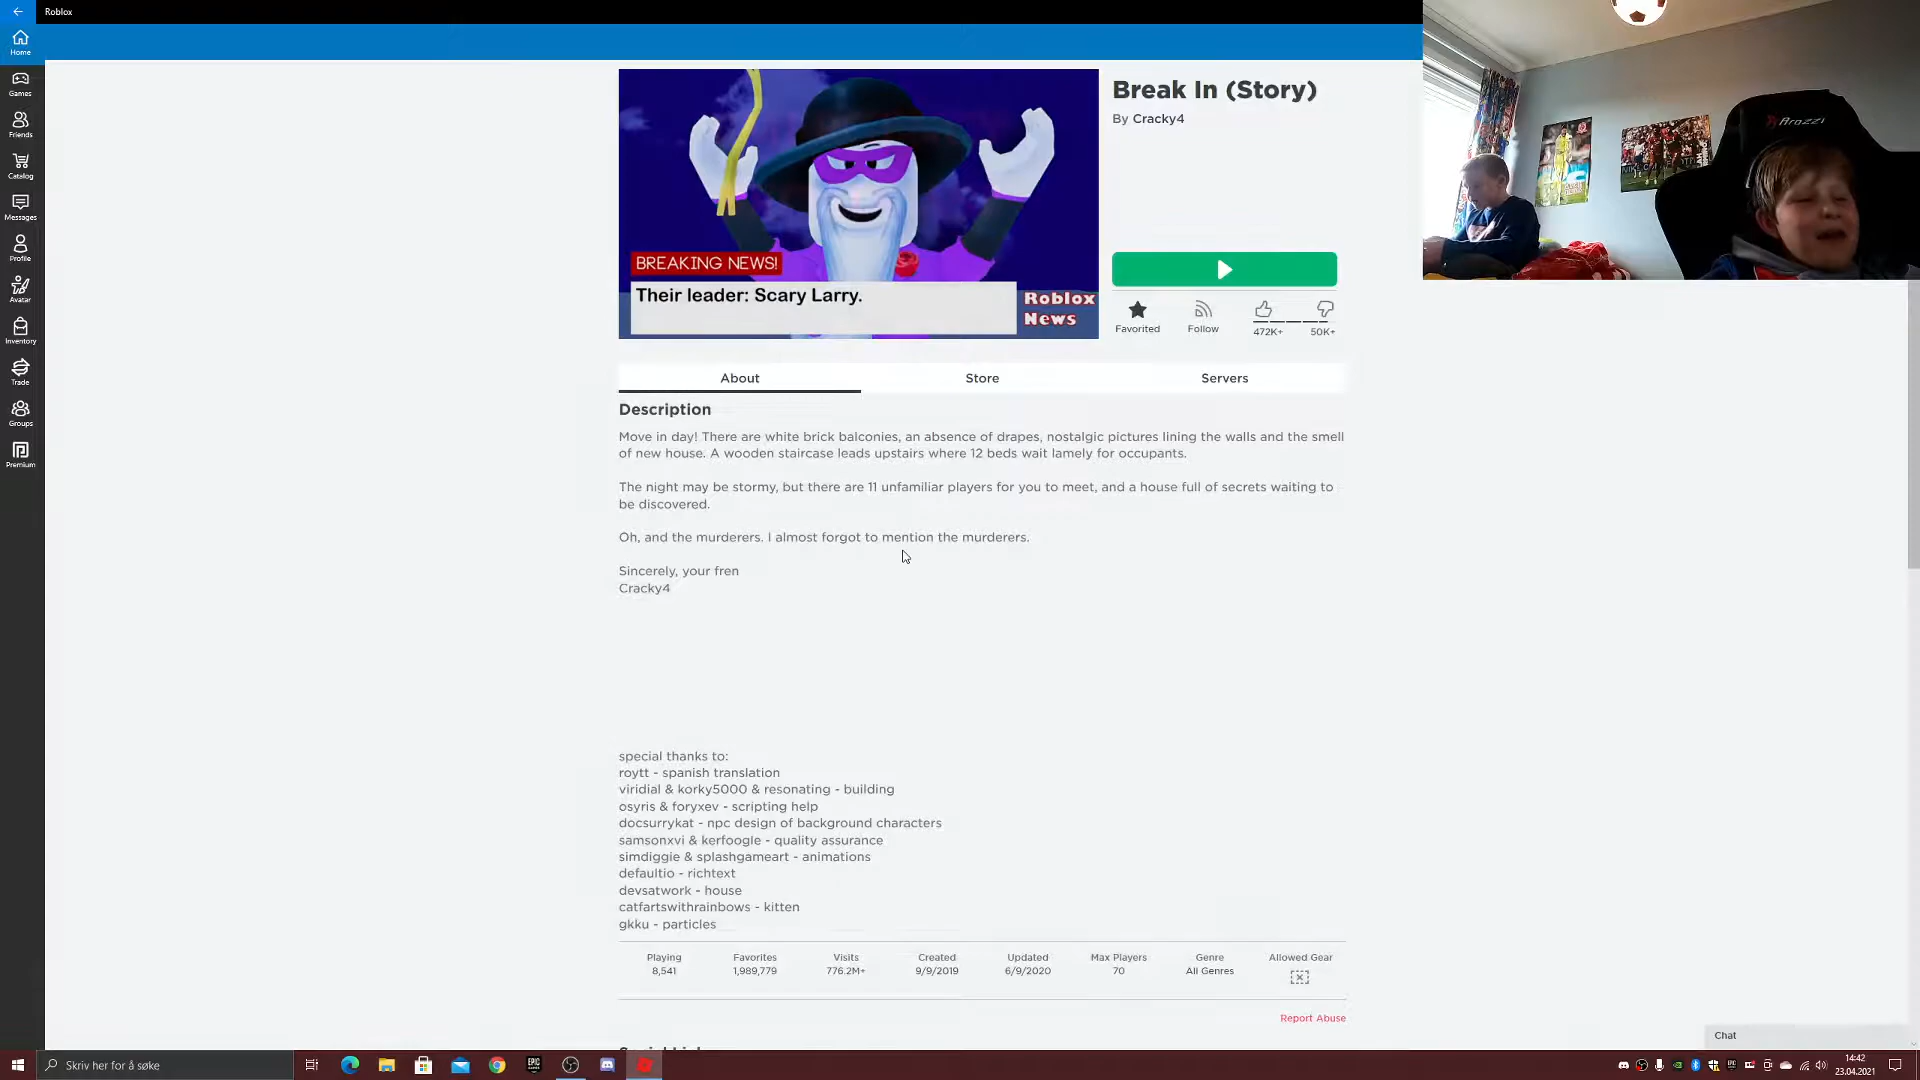 Roblox
Home
Games
Friends
Catalog
Messages
Profile
Avatar
Inventory
Trade
Groups
Premium
BREAKING NEWS!
Their leader: Scary Larry.
Roblox
News
Break In (Story)
By Cracky4
Favorited
Follow
472K+
50K+
Arozzi
About
Store
Servers
Description
Move in day! There are white brick balconies, an absence of drapes, nostalgic pictures lining the walls and the smell
of new house. A wooden staircase leads upstairs where 12 beds wait lamely for occupants.
The night may be stormy, but there are 11 unfamiliar players for you to meet, and a house full of secrets waiting to
be discovered.
Oh, and the murderers. I almost forgot to mention the murderers.
Sincerely, your fren
Cracky4
special thanks to:
roytt - spanish translation
viridial & korky5000 & resonating - building
osyris & foryxev - scripting help
docsurrykat - npc design of background characters
samsonxvi & kerfoogle - quality assurance
simdiggie & splashgameart - animations
defaultio - richtext
devsatwork - house
catfartswithrainbows - kitten
gkku - particles
Playing
8,541
Favorites
1,989,779
Visits
776.2M+
Created
9/9/2019
Updated
6/9/2020
Max Players
70
Genre
All Genres
Allowed Gear
Report Abuse
Chat
Skriv her for å søke
14:42
23.04.2021